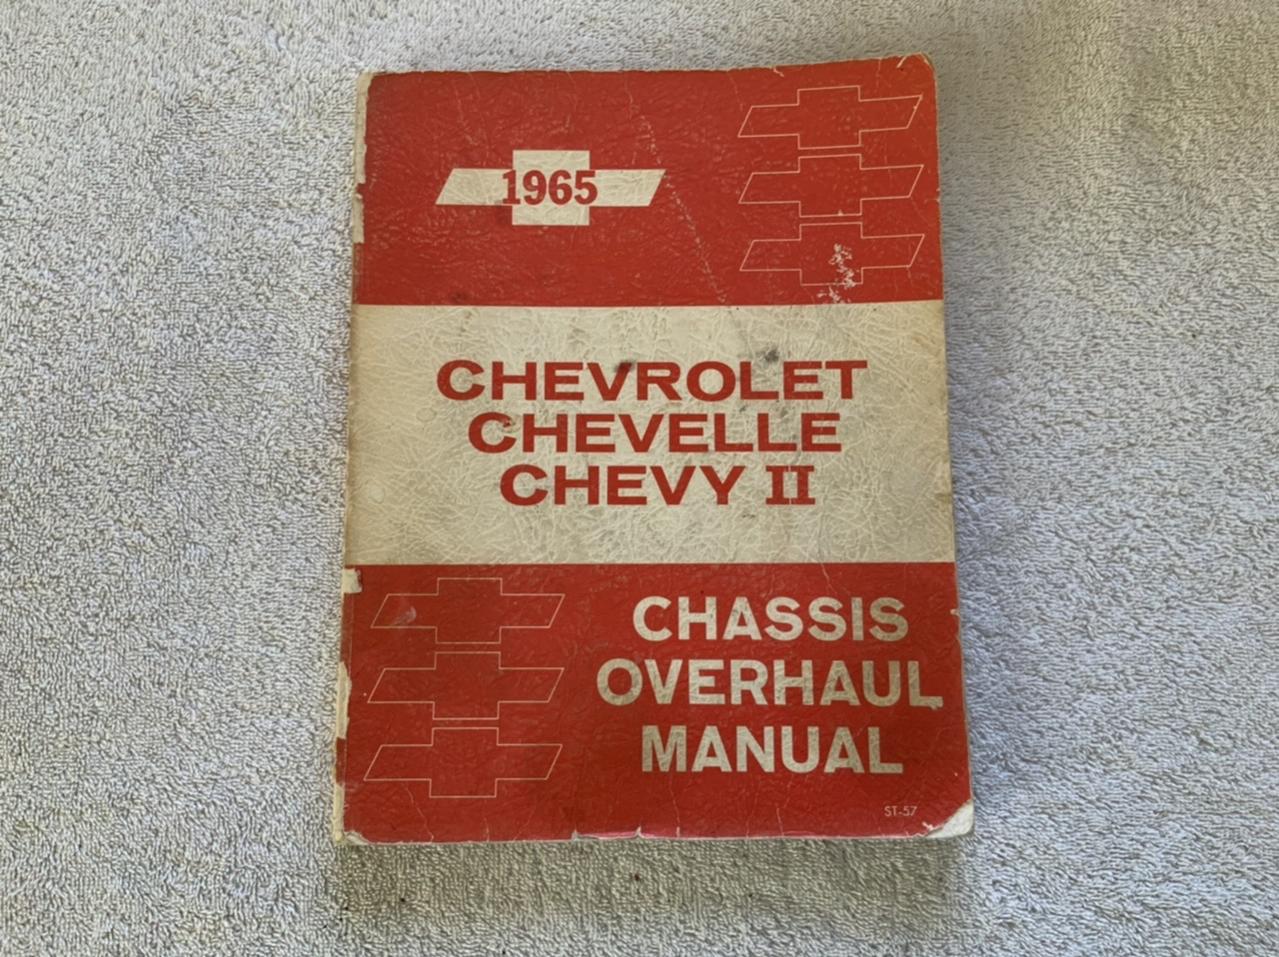 1965
CHEVROLET
CHEVELLE
CHEVY II
CHASSIS
OVERHAUL
MANUAL
ST-57